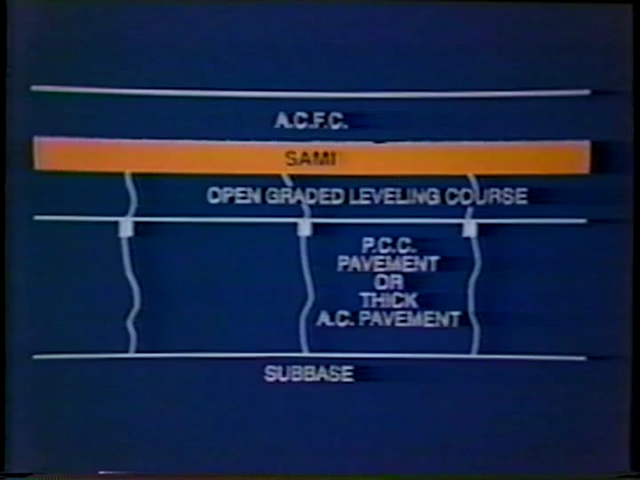 A.C.F.C.
SAMI
OPEN GRADED LEVELING COURSE
P.C.C.
PAVEMENT
OR
THICK
A.C. PAVEMENT
SUBBASE